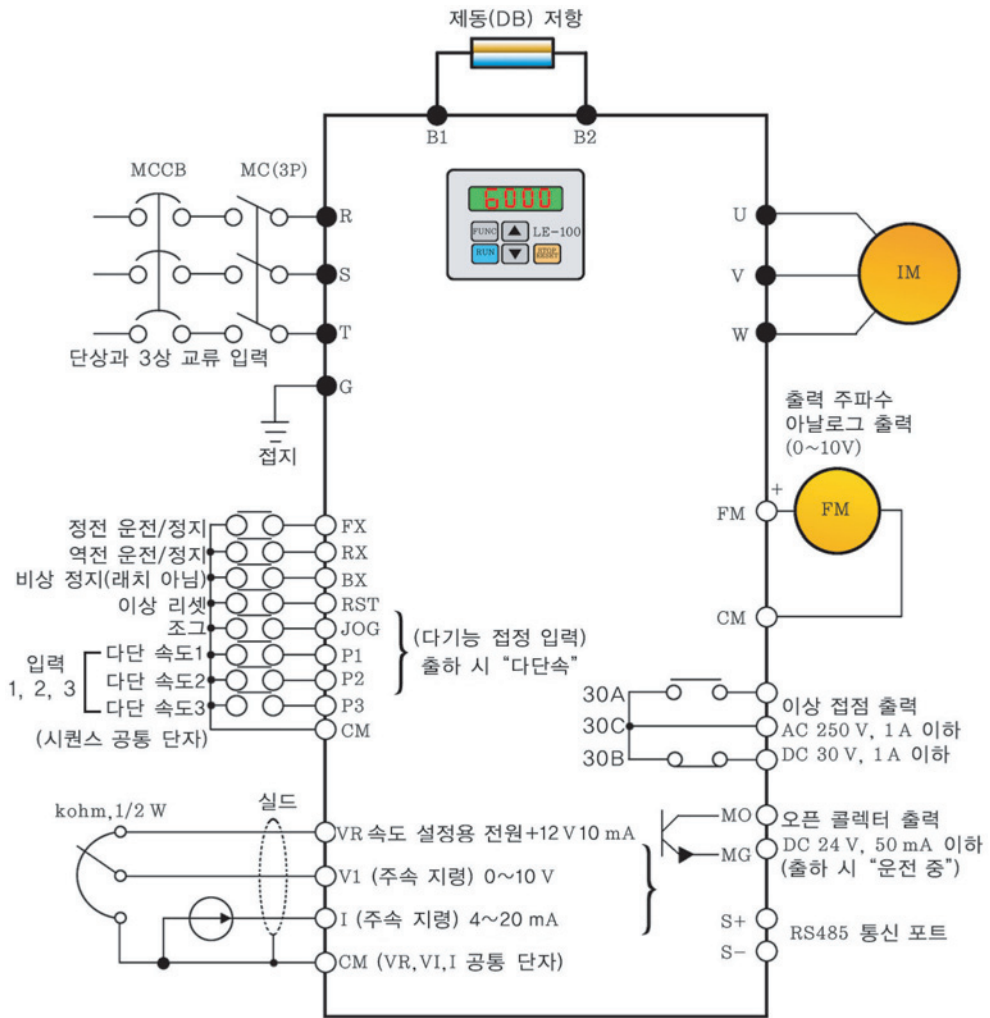 제동(DB) 저항
B1
B2
MCCB
MC(3P)
R
S
T
단상과 3상 교류 입력
G
접지
6000
FUNC
▲
LE-100
RUN
▼
STOP
RESET
U
V
W
IM
출력 주파수
아날로그 출력
(0~10V)
+
FM
FM
CM
정전 운전/정지
FX
역전 운전/정지
RX
비상 정지(래치 아님)
BX
이상 리셋
RST
조그
JOG
다단 속도1
P1
다단 속도2
P2
다단 속도3
P3
입력
1, 2, 3
CM
(시퀀스 공통 단자)
(다기능 접정 입력)
출하 시 “다단속”
30A
30C
30B
이상 접점 출력
AC 250 V, 1 A 이하
DC 30 V, 1 A 이하
kohm, 1/2 W
실드
VR 속도 설정용 전원+12 V 10 mA
V1 (주속 지령) 0~10 V
I (주속 지령) 4~20 mA
CM (VR,VI,I 공통 단자)
MO
MG
오픈 콜렉터 출력
DC 24 V, 50 mA 이하
(출하 시 “운전 중”)
S+
S-
RS485 통신 포트